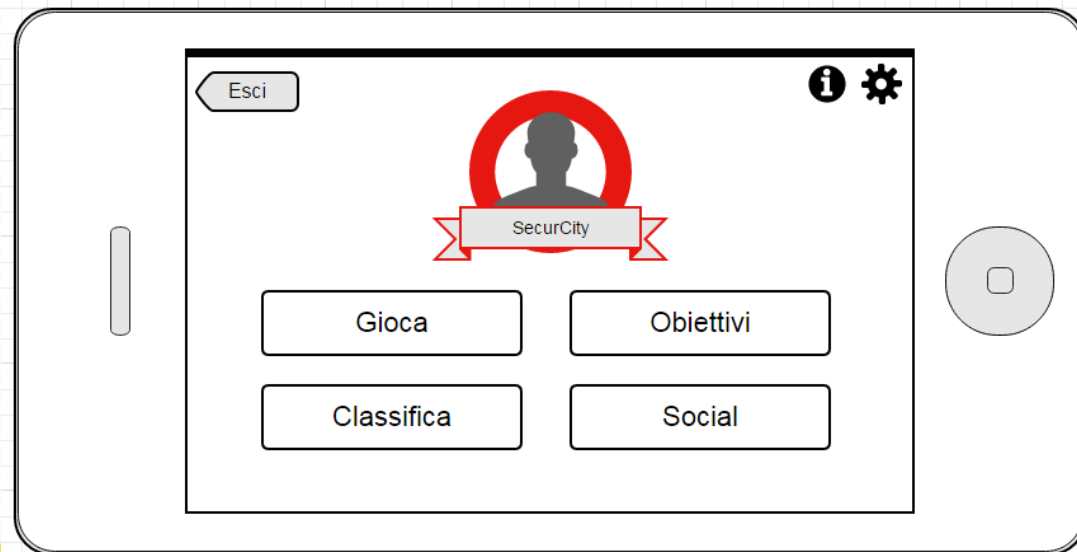 Esci
SecurCity
Gioca
Obiettivi
Classifica
Social